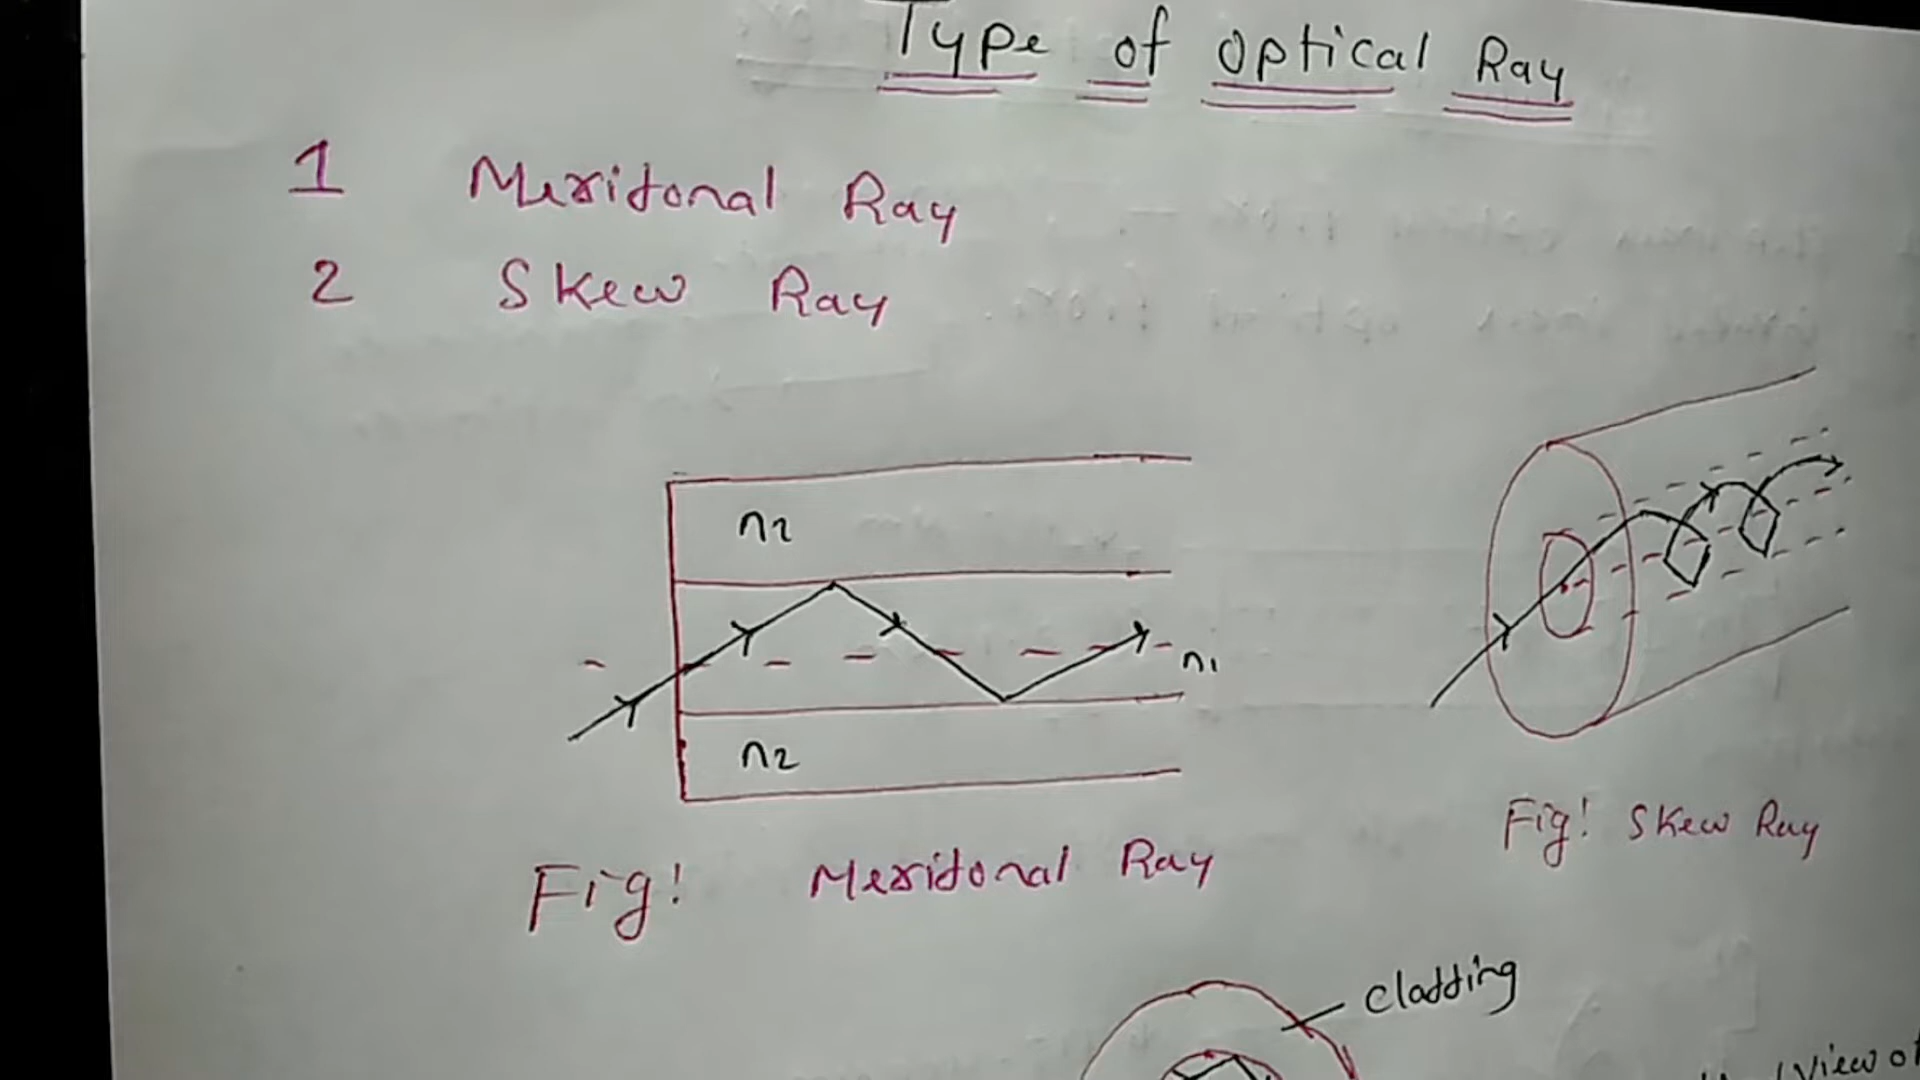 Type of Optical Ray
1 Meridonal Ray
2 Skew Ray
n2
n1
n2
Fig! Skew Ray
Fig! Meridonal Ray
cladding
View of